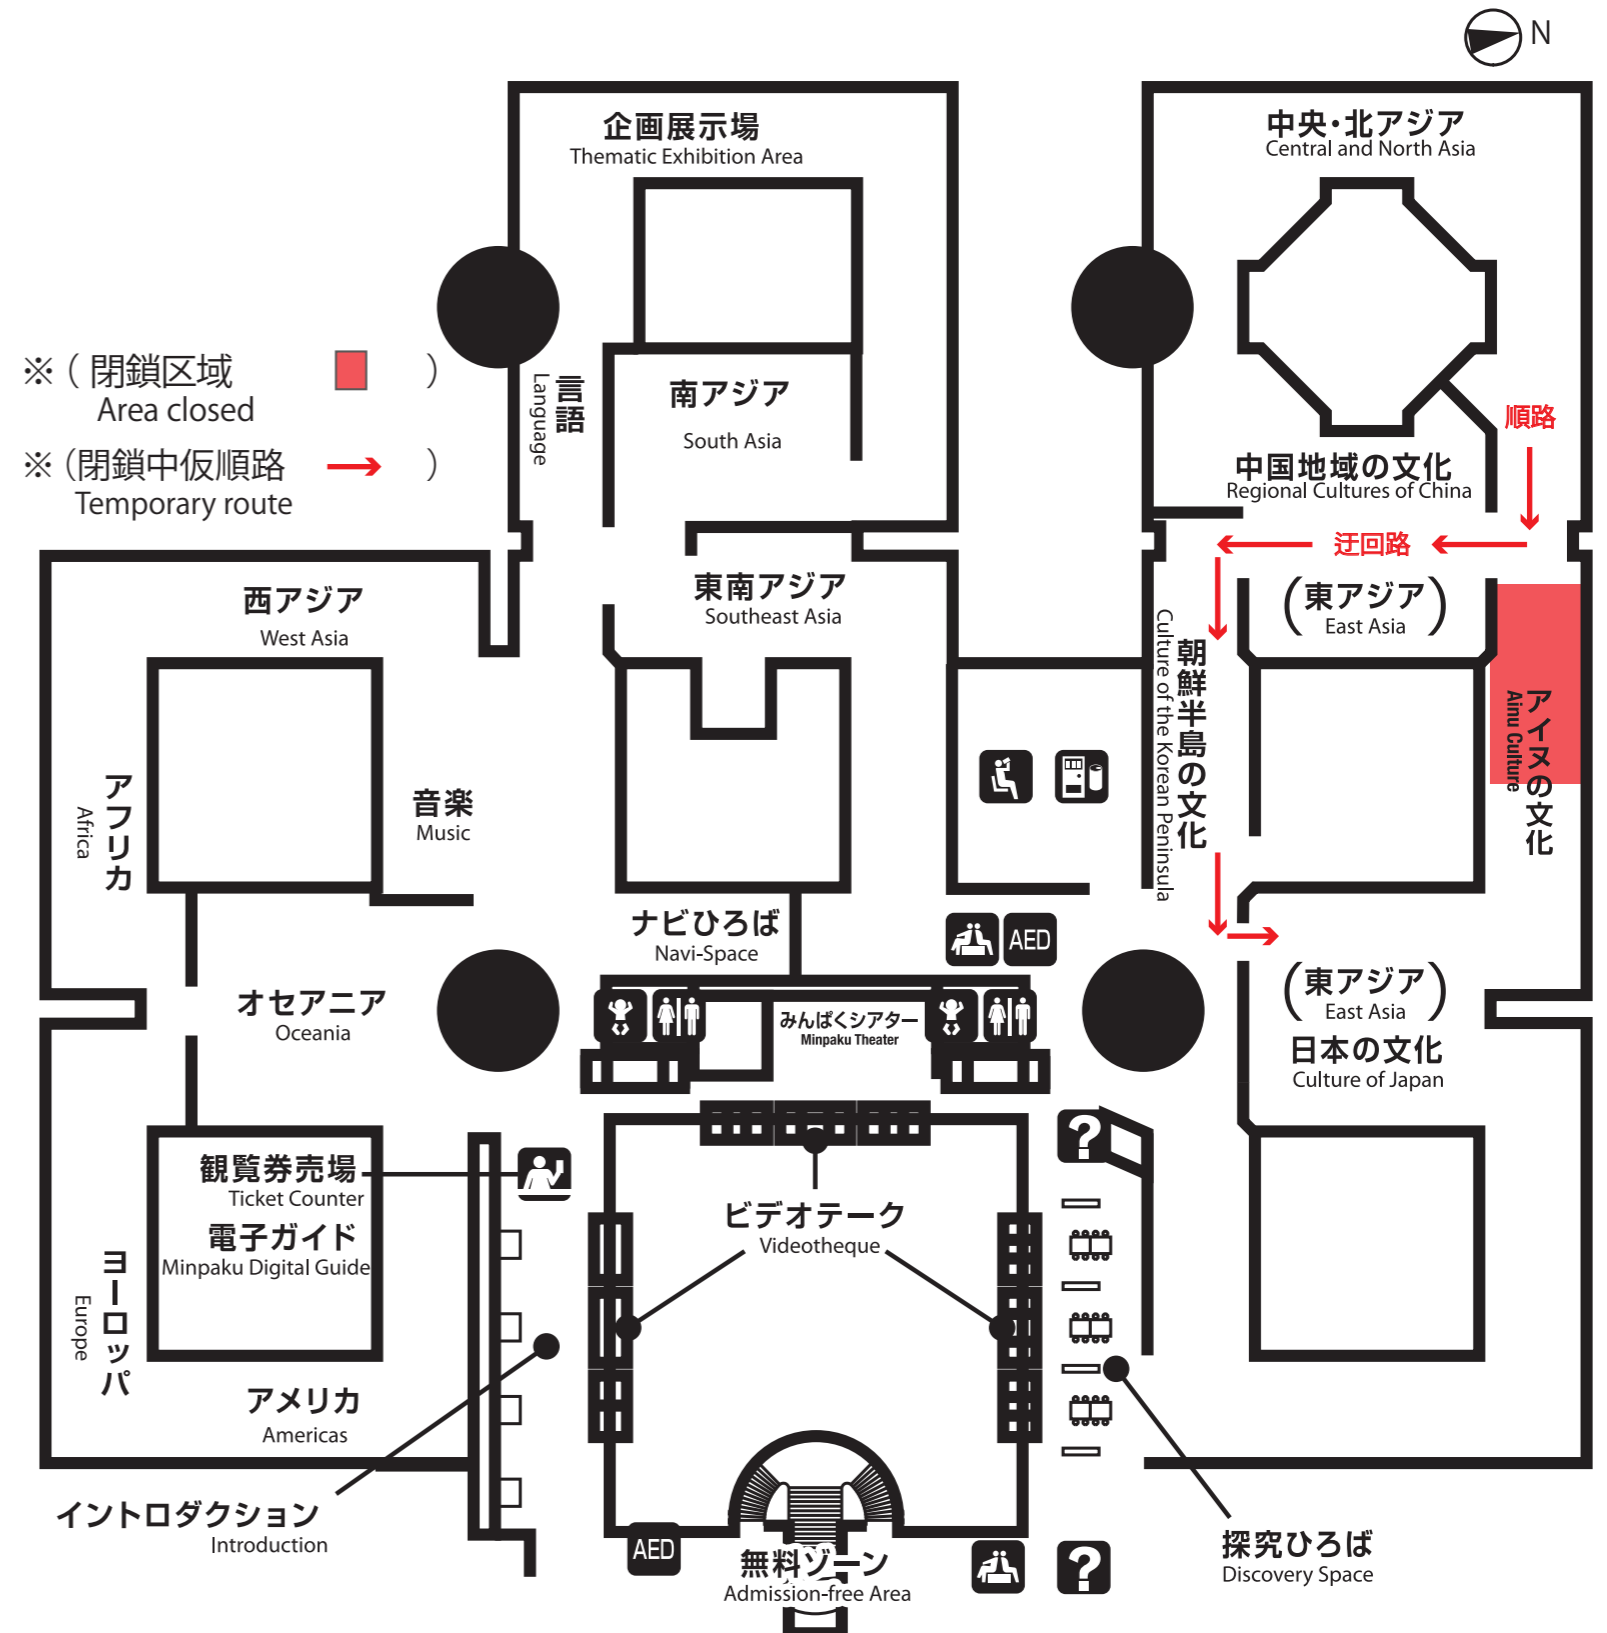 N
企画展示場
Thematic Exhibition Area
中央・北アジア
Central and North Asia
※（ 閉鎖区域 ）
Area closed
※（閉鎖中仮順路 → ）
Temporary route
言語
Language
南アジア
South Asia
順路
中国地域の文化
Regional Cultures of China
迂回路
西アジア
West Asia
東南アジア
Southeast Asia
（東アジア）
East Asia
朝鮮半島の文化
Culture of the Korean Peninsula
アイヌの文化
Ainu Culture
アフリカ
Africa
音楽
Music
ナビひろば
Navi-Space
AED
オセアニア
Oceania
みんぱくシアター
Minpaku Theater
（東アジア）
East Asia
日本の文化
Culture of Japan
?
観覧券売場
Ticket Counter
電子ガイド
Minpaku Digital Guide
ビデオテーク
Videotheque
ヨーロッパ
Europe
アメリカ
Americas
イントロダクション
Introduction
AED
無料ゾーン
Admission-free Area
?
探究ひろば
Discovery Space